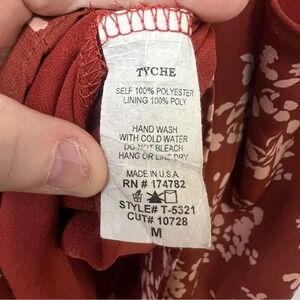 TYCHE
SELF 100% POLYESTER
LINING 100% POLY
HAND WASH
WITH COLD WATER
DO NOT BLEACH
HANG OR LINE DRY
MADE IN U.S.A.
RN # 174782
STYLE# T-5321
CUT# 10728
M